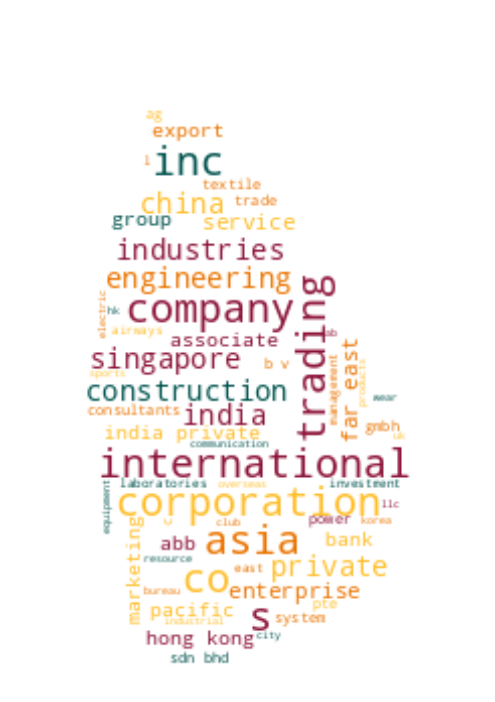 ag
export
l inc
textile
china trade
group service
industries
engineering
trading
electric
hk company
airways associate ab
singapore b v
sports
management
far east
products
construction wear
consultants india
india private gmbh
uk
communication
international
laboratories overseas investment
equipment
corporation llc
marketing
c club power korea
abb asia bank
resource east private
bureau co enterprise
pacific pte
industrial s system
hong kong city
sdn bhd